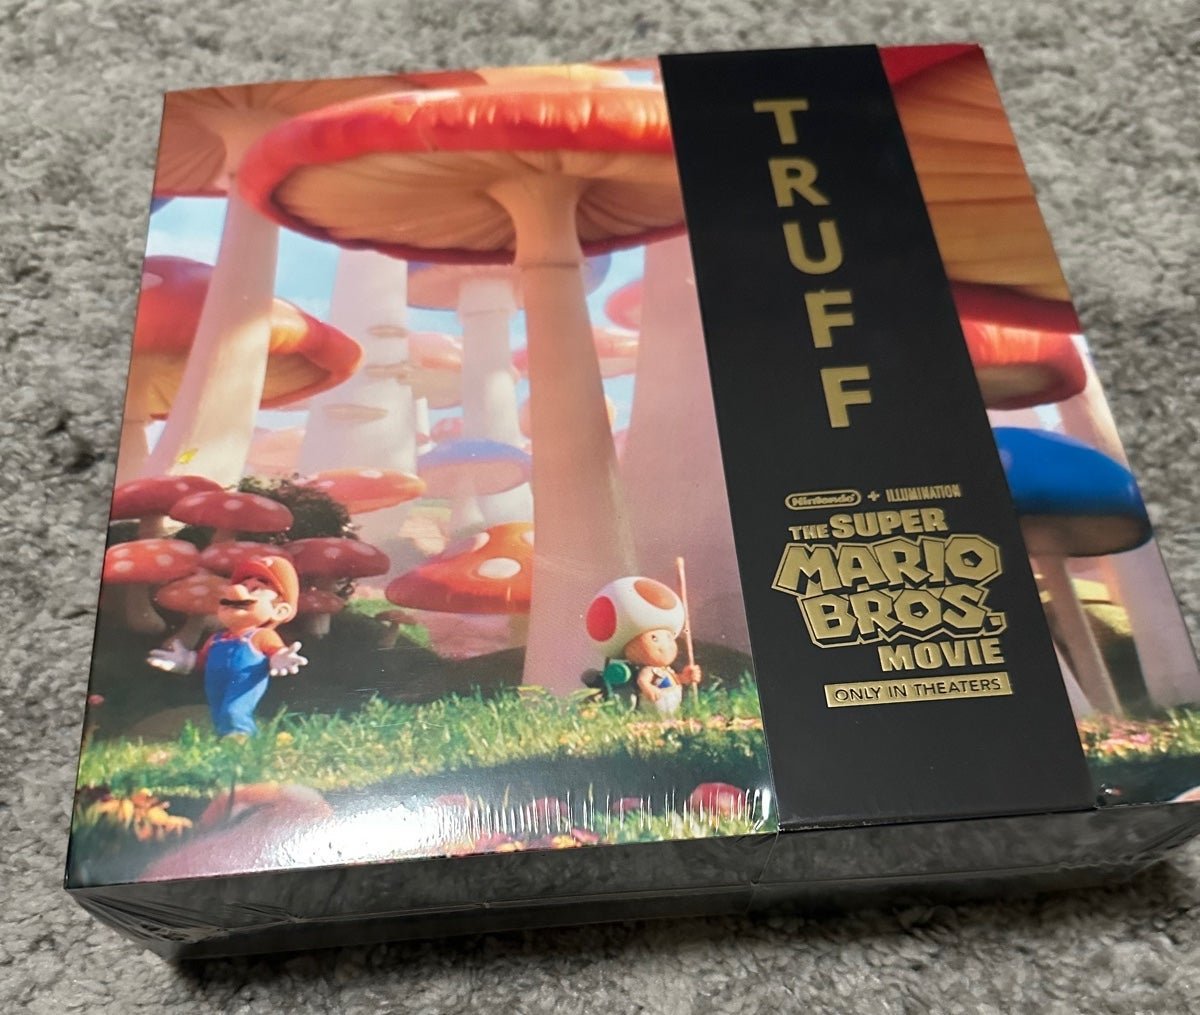 TRUFF
Nintendo + ILLUMINATION
THE SUPER
MARIO
BROS.
MOVIE
ONLY IN THEATERS